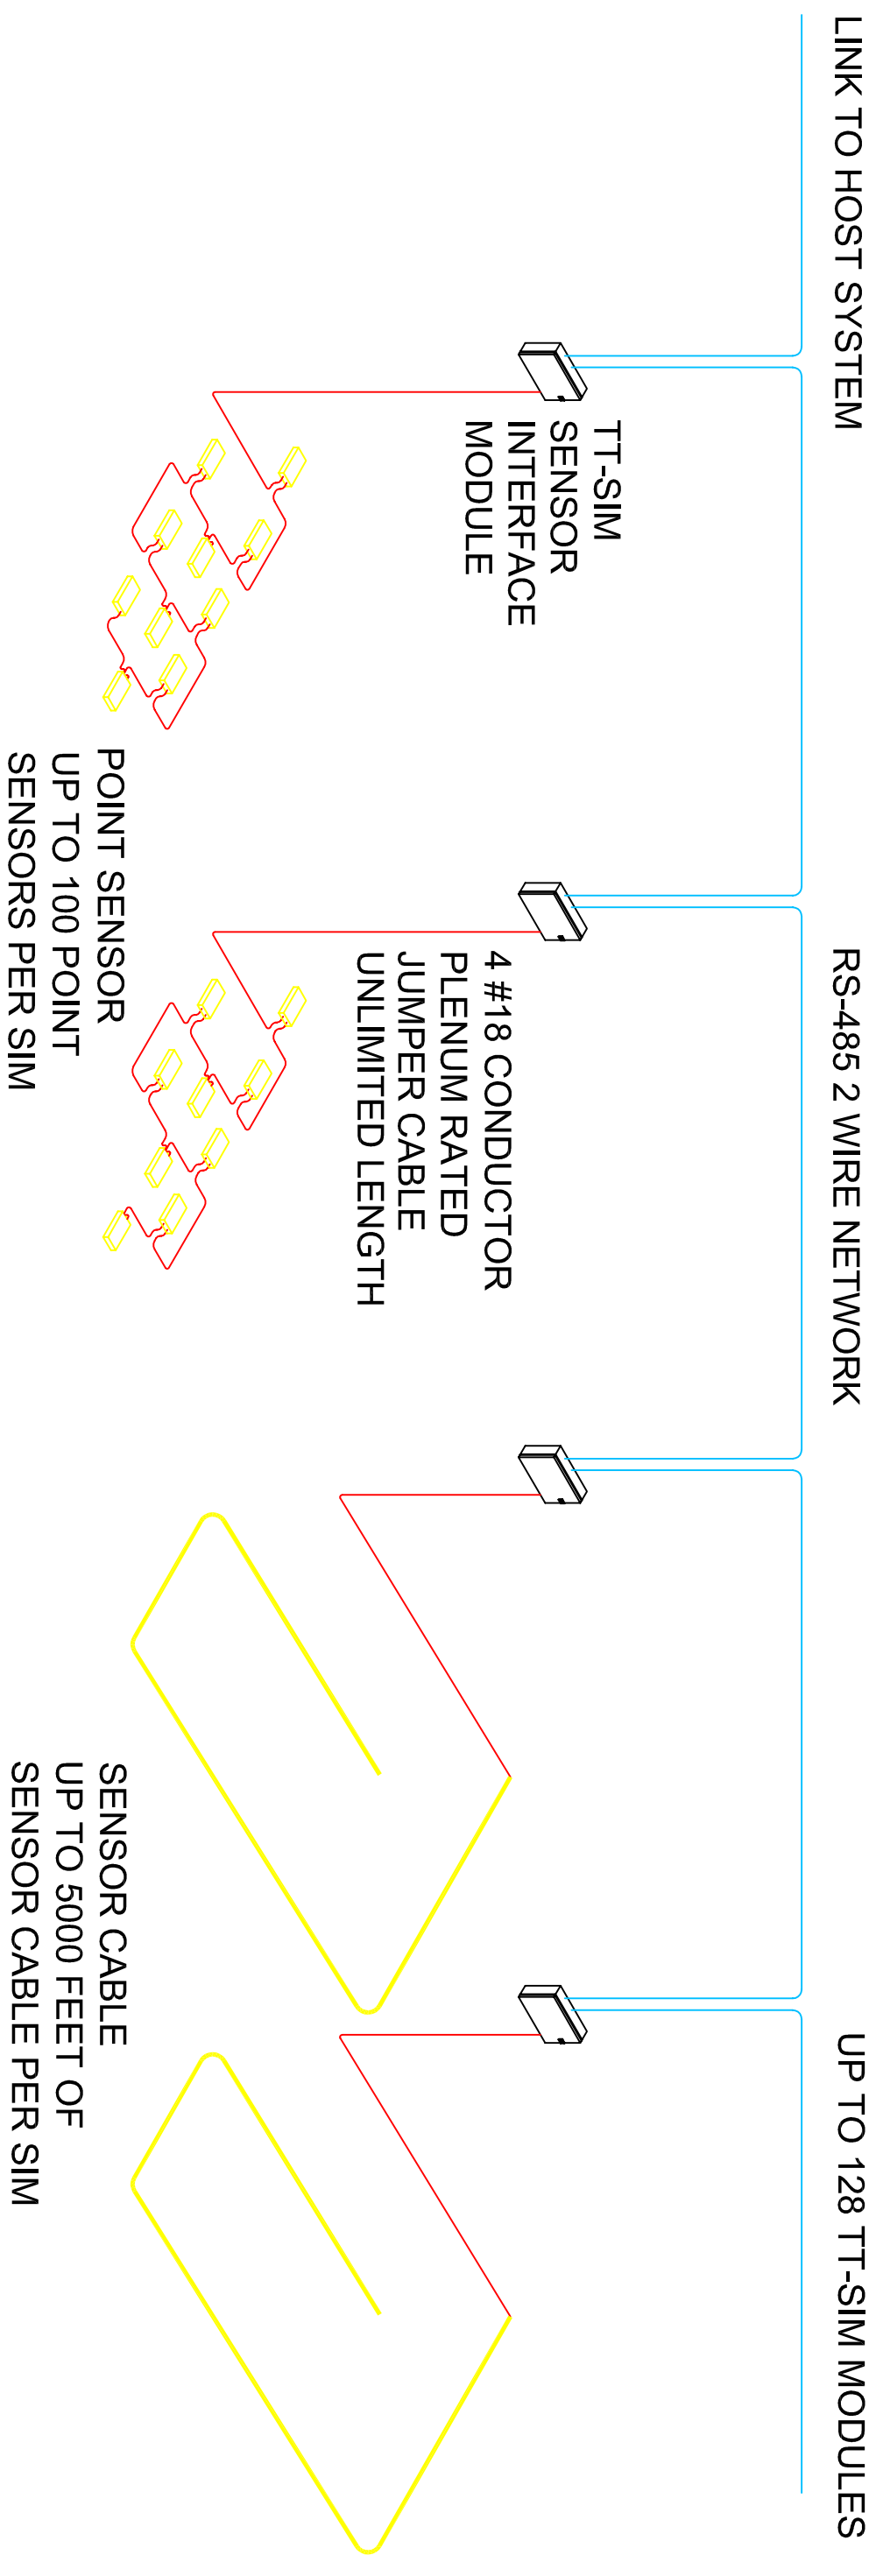 LINK TO HOST SYSTEM
RS-485 2 WIRE NETWORK
UP TO 128 TT-SIM MODULES
TT-SIM
SENSOR
INTERFACE
MODULE
4 #18 CONDUCTOR
PLENUM RATED
JUMPER CABLE
UNLIMITED LENGTH
POINT SENSOR
UP TO 100 POINT
SENSORS PER SIM
SENSOR CABLE
UP TO 5000 FEET OF
SENSOR CABLE PER SIM